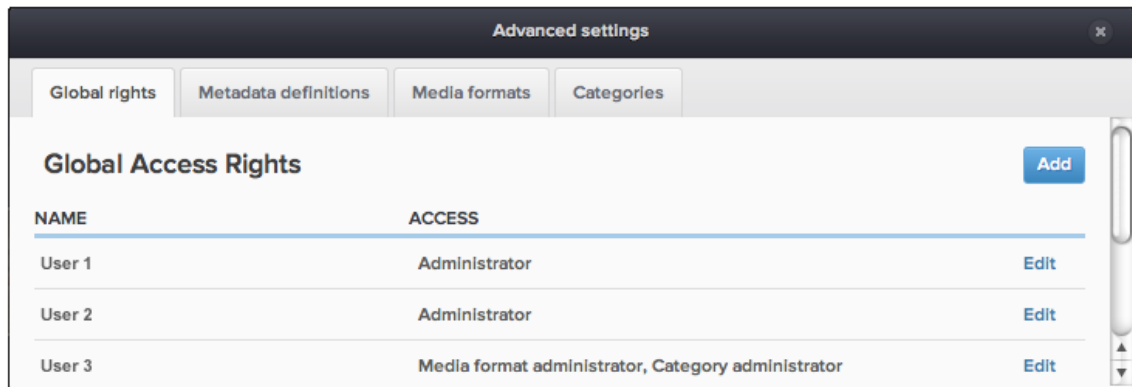 Advanced settings
Global rights Metadata definitions Media formats Categories
Global Access Rights Add
NAME ACCESS
User 1 Administrator Edit
User 2 Administrator Edit
User 3 Media format administrator, Category administrator Edit